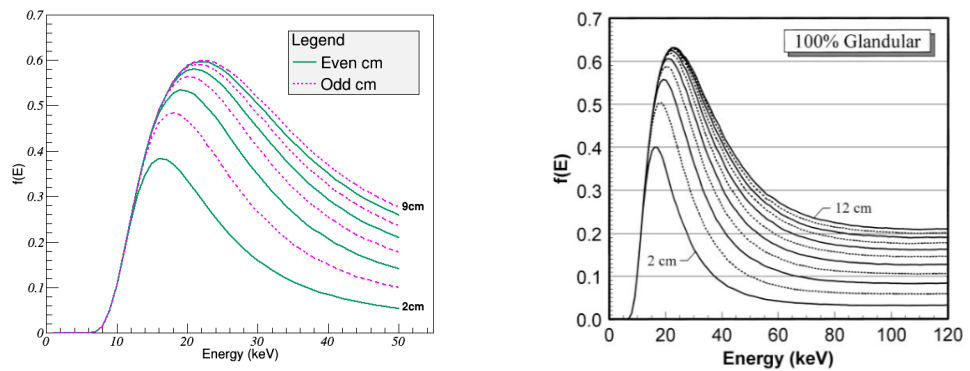 0.7
0.6
0.5
0.4
0.3
0.2
0.1
0
f(E)
Legend
Even cm
Odd cm
9cm
2cm
0 10 20 30 40 50
Energy (keV)
0.7
0.6
0.5
0.4
0.3
0.2
0.1
0.0
f(E)
100% Glandular
12 cm
2 cm
0 20 40 60 80 100 120
Energy (keV)